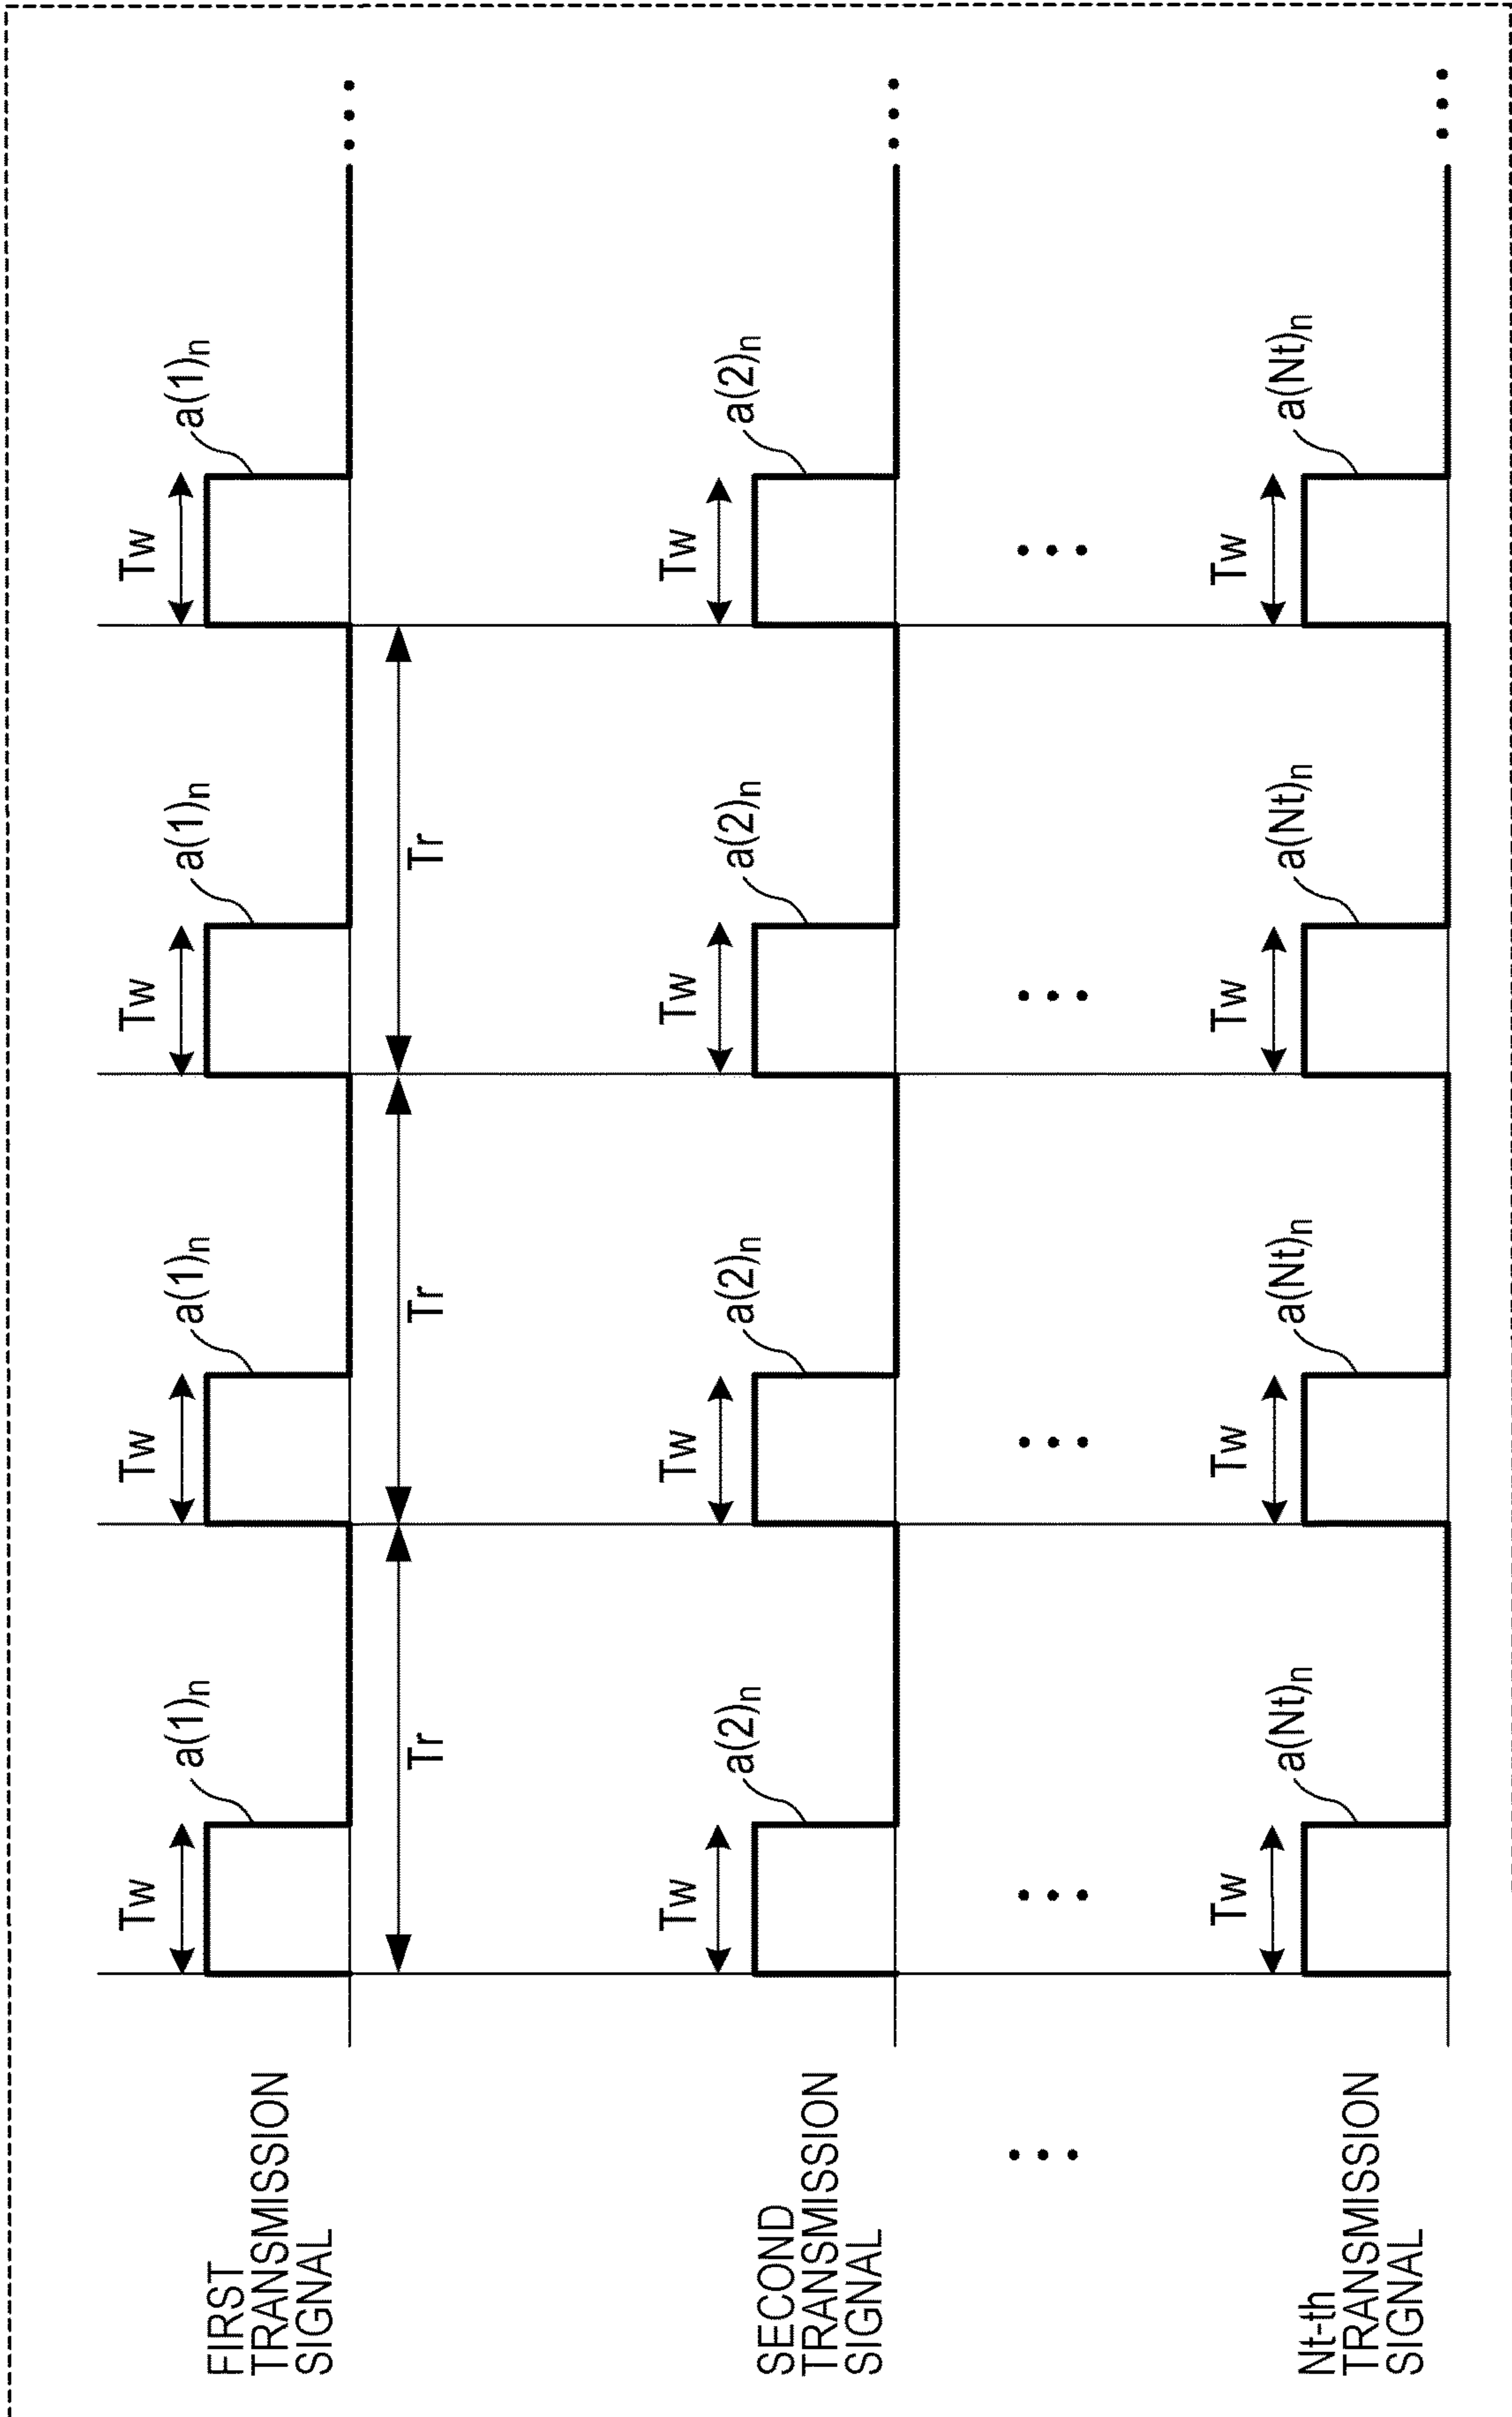 Tw a(1)n Tw a(1)n Tw a(1)n Tw a(1)n
FIRST
TRANSMISSION
SIGNAL
...
Tr Tr Tr
Tw a(2)n Tw a(2)n Tw a(2)n Tw a(2)n
SECOND
TRANSMISSION
SIGNAL
...
... ... ... ... ...
Tw a(Nt)n Tw a(Nt)n Tw a(Nt)n Tw a(Nt)n
Nt-th
TRANSMISSION
SIGNAL
...